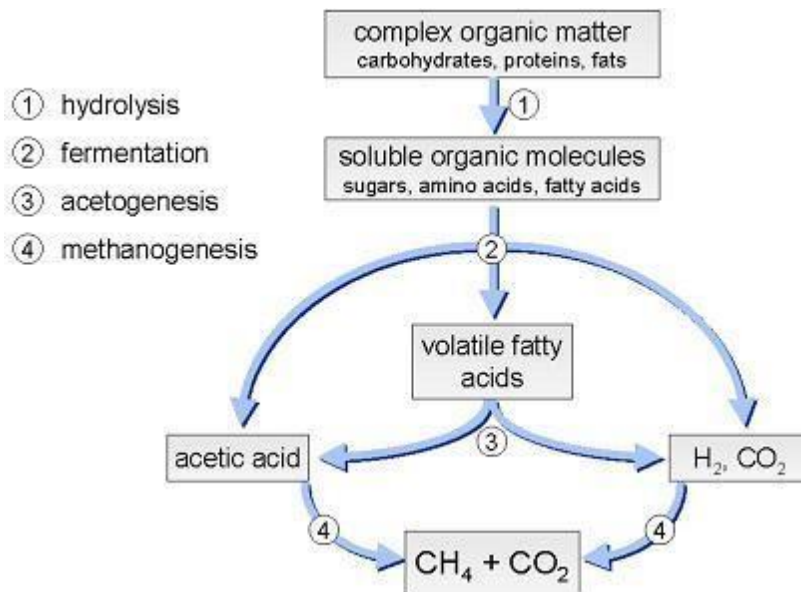 complex organic matter
carbohydrates, proteins, fats
① hydrolysis
①
② fermentation
soluble organic molecules
sugars, amino acids, fatty acids
③ acetogenesis
④ methanogenesis
②
volatile fatty
acids
③
acetic acid
H₂, CO₂
④
④
CH₄ + CO₂